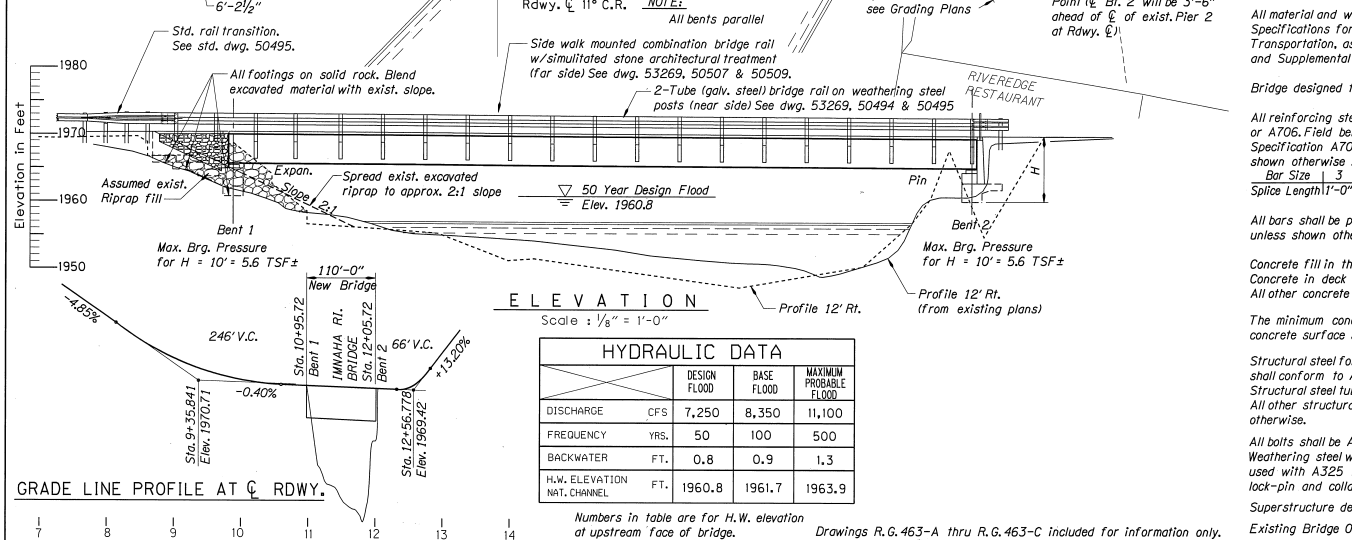 6'-2½"
Std. rail transition.
See std. dwg. 50495.
Rdwy. ℄ 11° C.R.
NOTE:
All bents parallel
see Grading Plans
Point (℄ Bt. 2 will be 3'-6"
ahead of ℄ of exist. Pier 2
at Rdwy. ℄)
Side walk mounted combination bridge rail
w/simulitated stone architectural treatment
(far side) See dwg. 53269, 50507 & 50509.
All footings on solid rock. Blend
excavated material with exist. slope.
2-Tube (galv. steel) bridge rail on weathering steel
posts (near side) See dwg. 53269, 50494 & 50495
RIVEREDGE
RESTAURANT
Elevation in Feet
1980
1970
1960
1950
Assumed exist.
Riprap fill
Expan.
Slope 2:1
Spread exist. excavated
riprap to approx. 2:1 slope
50 Year Design Flood
Elev. 1960.8
Pin
H
Bent 1
Max. Brg. Pressure
for H = 10' = 5.6 TSF±
Bent 2
Max. Brg. Pressure
for H = 10' = 5.6 TSF±
Profile 12' Rt.
Profile 12' Rt.
(from existing plans)
ELEVATION
Scale : ⅛" = 1'-0"
110'-0"
New Bridge
-4.85%
246' V.C.
Sta. 10+95.72
Bent 1
IMNAHA RI.
BRIDGE
Sta. 12+05.72
Bent 2
66' V.C.
+13.20%
-0.40%
Sta. 9+35.841
Elev. 1970.71
Sta. 12+56.778
Elev. 1969.42
GRADE LINE PROFILE AT ℄ RDWY.
7 8 9 10 11 12 13 14
HYDRAULIC DATA
DESIGN FLOOD BASE FLOOD MAXIMUM PROBABLE FLOOD
DISCHARGE CFS 7,250 8,350 11,100
FREQUENCY YRS. 50 100 500
BACKWATER FT. 0.8 0.9 1.3
H.W. ELEVATION NAT. CHANNEL FT. 1960.8 1961.7 1963.9
Numbers in table are for H.W. elevation
at upstream face of bridge.
Drawings R.G. 463-A thru R.G. 463-C included for information only.
All material and w
Specifications for
Transportation, as
and Supplemental
Bridge designed f
All reinforcing ste
or A706. Field be
Specification A70
shown otherwise
Bar Size 3
Splice Length 1'-0"
All bars shall be p
unless shown othe
Concrete fill in th
Concrete in deck
All other concrete
The minimum conc
concrete surface
Structural steel fo
shall conform to A
Structural steel tu
All other structura
otherwise.
All bolts shall be A
Weathering steel w
used with A325
lock-pin and colla
Superstructure de
Existing Bridge O